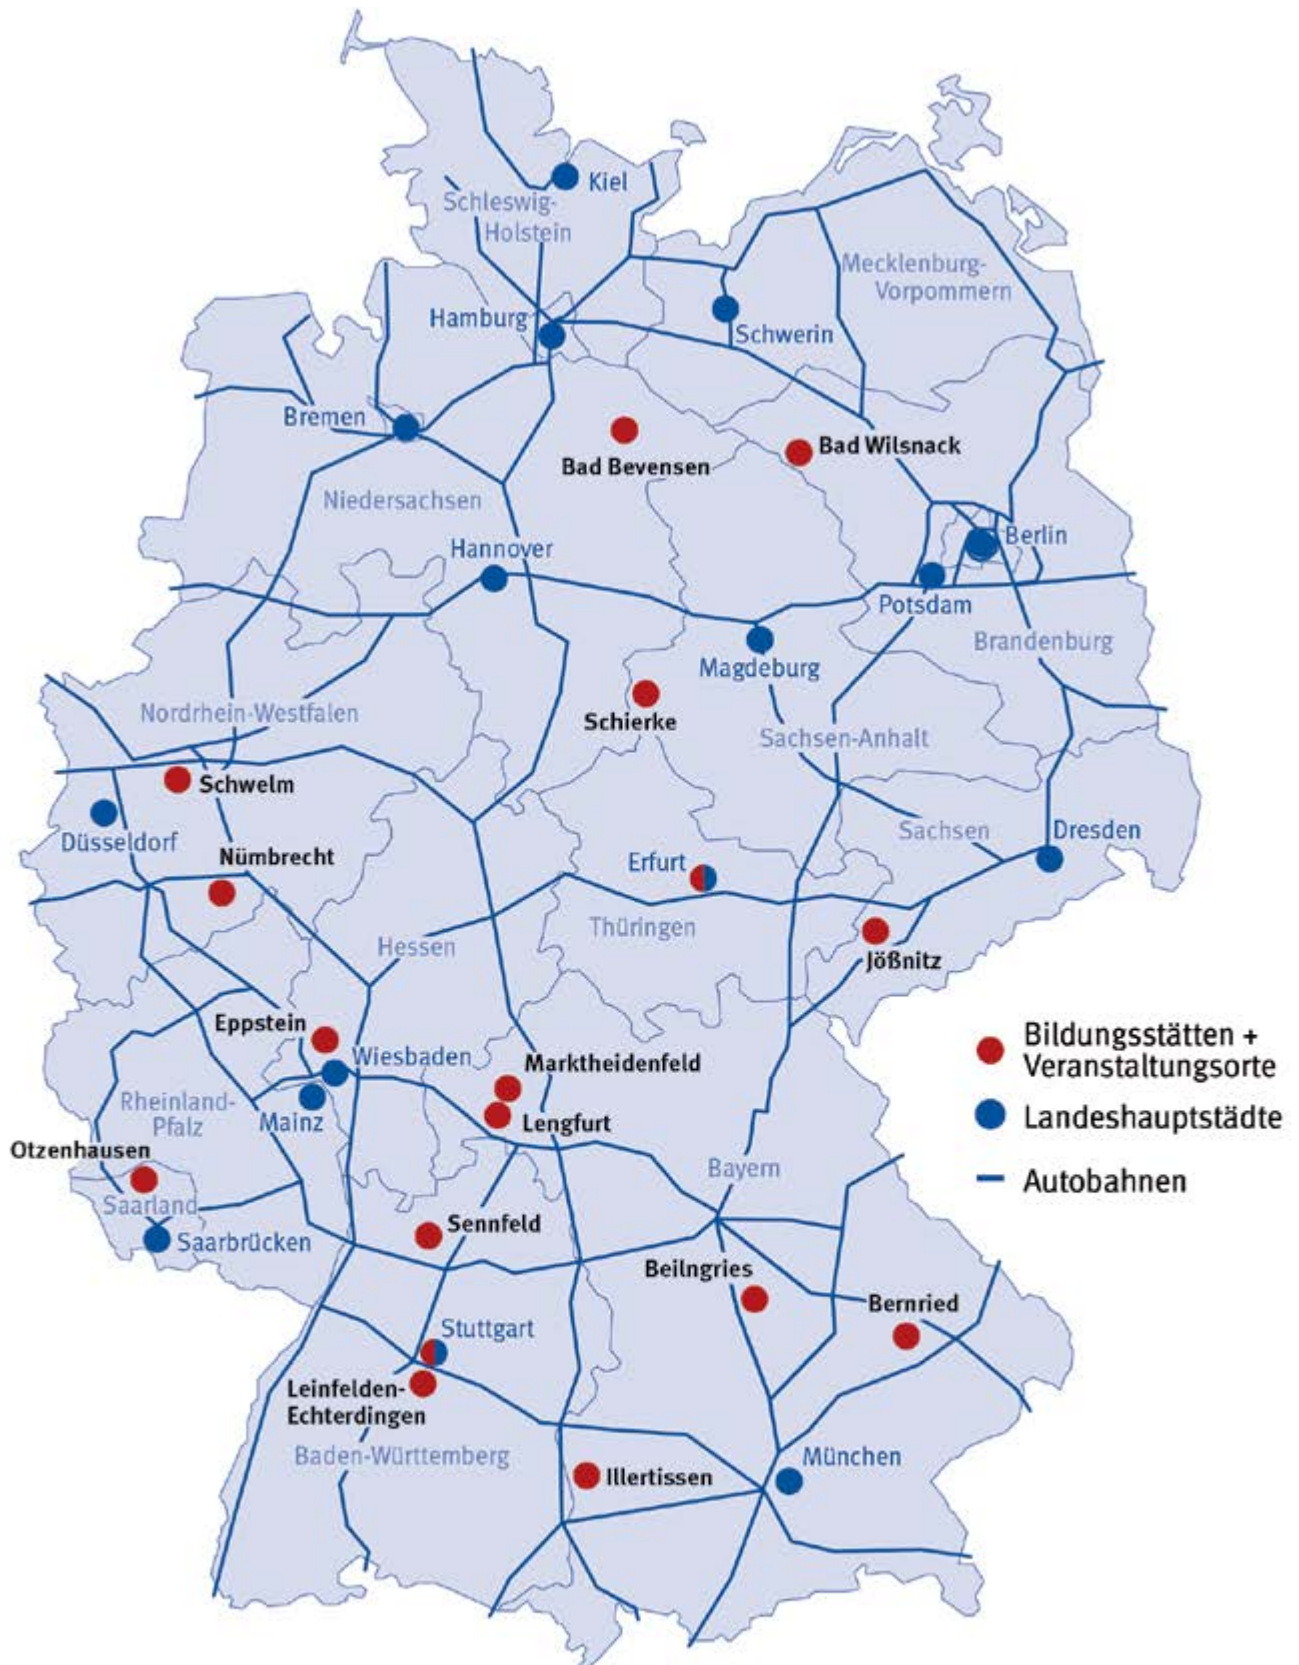 Kiel
Schleswig-
Holstein
Mecklenburg-
Vorpommern
Hamburg
Schwerin
Bremen
Bad Wilsnack
Bad Bevensen
Niedersachsen
Berlin
Hannover
Potsdam
Brandenburg
Magdeburg
Nordrhein-Westfalen
Schierke
Sachsen-Anhalt
Schwelm
Düsseldorf
Sachsen
Dresden
Nümbrecht
Erfurt
Thüringen
Hessen
Jößnitz
Eppstein
Wiesbaden
Marktheidenfeld
Bildungsstätten +
Veranstaltungsorte
Rheinland-
Pfalz
Mainz
Lengfurt
Landeshauptstädte
Otzenhausen
Bayern
Autobahnen
Saarland
Saarbrücken
Sennfeld
Beilngries
Bernried
Stuttgart
Leinfelden-
Echterdingen
Baden-Württemberg
München
Illertissen